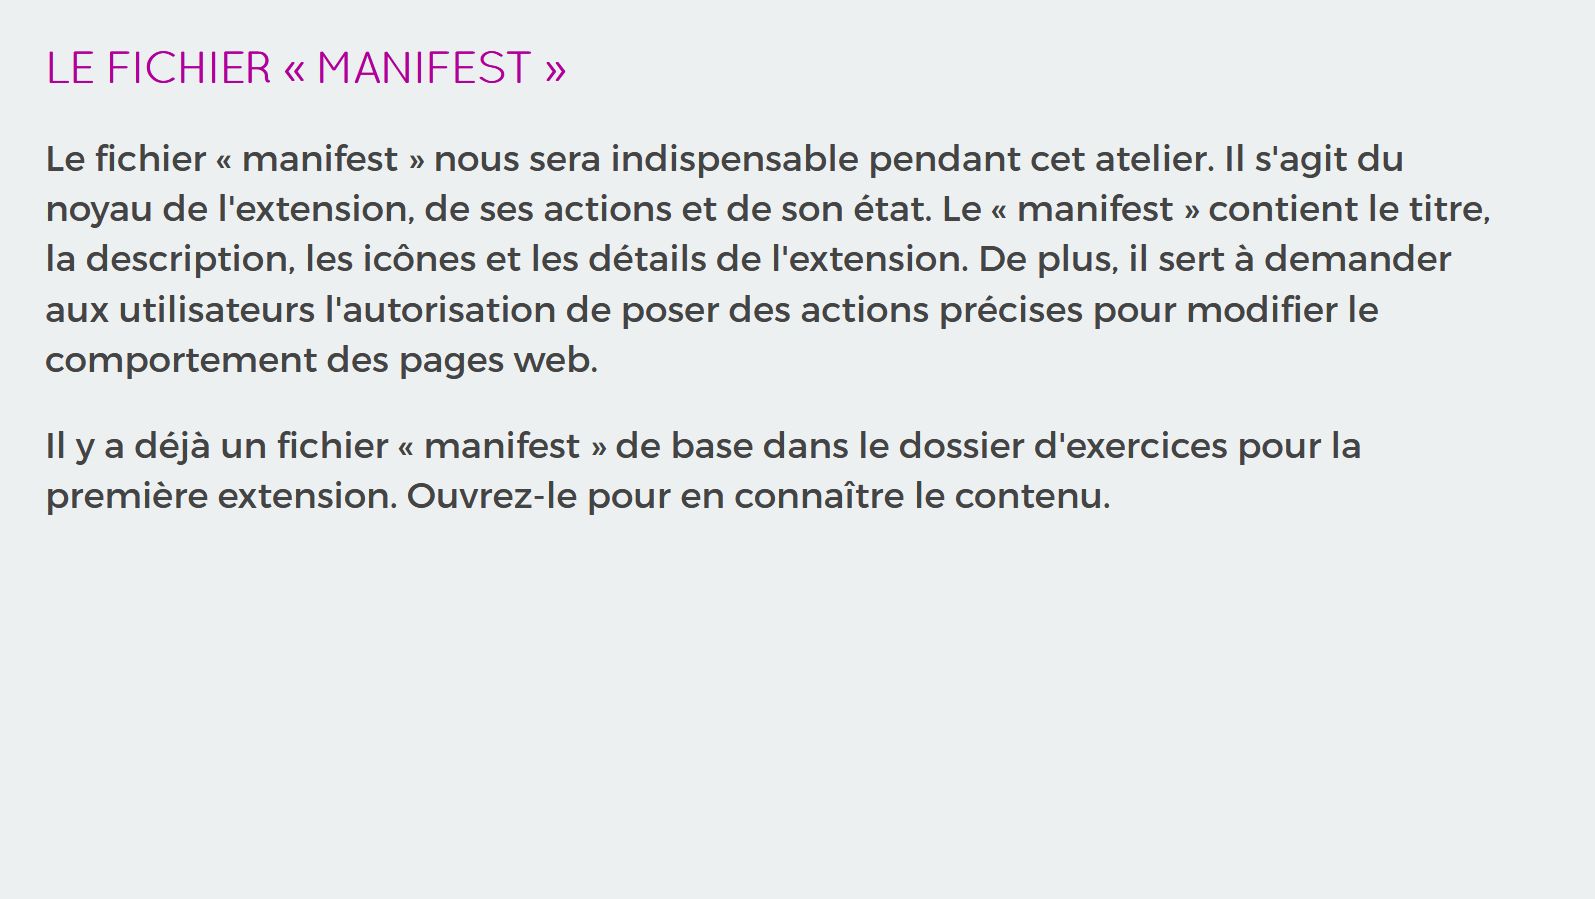 LE FICHIER « MANIFEST »
Le fichier « manifest » nous sera indispensable pendant cet atelier. Il s'agit du
noyau de l'extension, de ses actions et de son état. Le « manifest » contient le titre,
la description, les icônes et les détails de l'extension. De plus, il sert à demander
aux utilisateurs l'autorisation de poser des actions précises pour modifier le
comportement des pages web.
Il y a déjà un fichier « manifest » de base dans le dossier d'exercices pour la
première extension. Ouvrez-le pour en connaître le contenu.